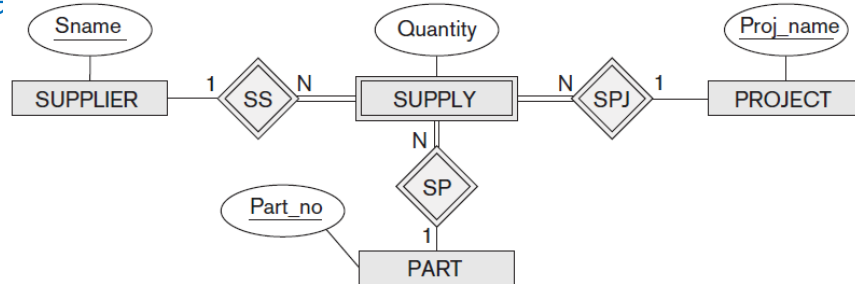 Sname
Quantity
Proj_name
SUPPLIER 1 SS N SUPPLY N SPJ 1 PROJECT
N
SP
Part_no
1
PART